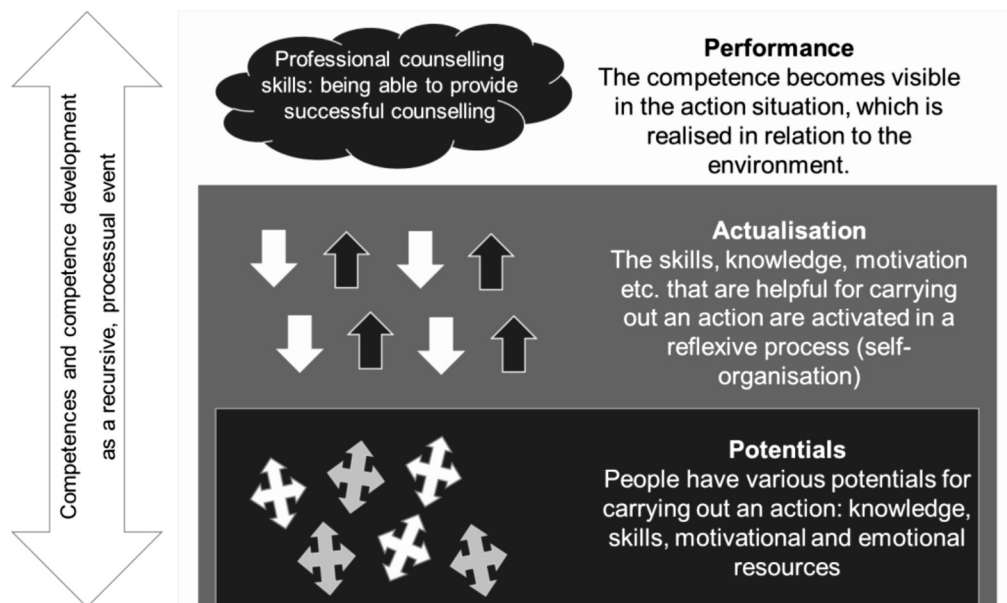 Competences and competence development
as a recursive, processual event
Professional counselling
skills: being able to provide
successful counselling
Performance
The competence becomes visible
in the action situation, which is
realised in relation to the
environment.
Actualisation
The skills, knowledge, motivation
etc. that are helpful for carrying
out an action are activated in a
reflexive process (self-
organisation)
Potentials
People have various potentials for
carrying out an action: knowledge,
skills, motivational and emotional
resources